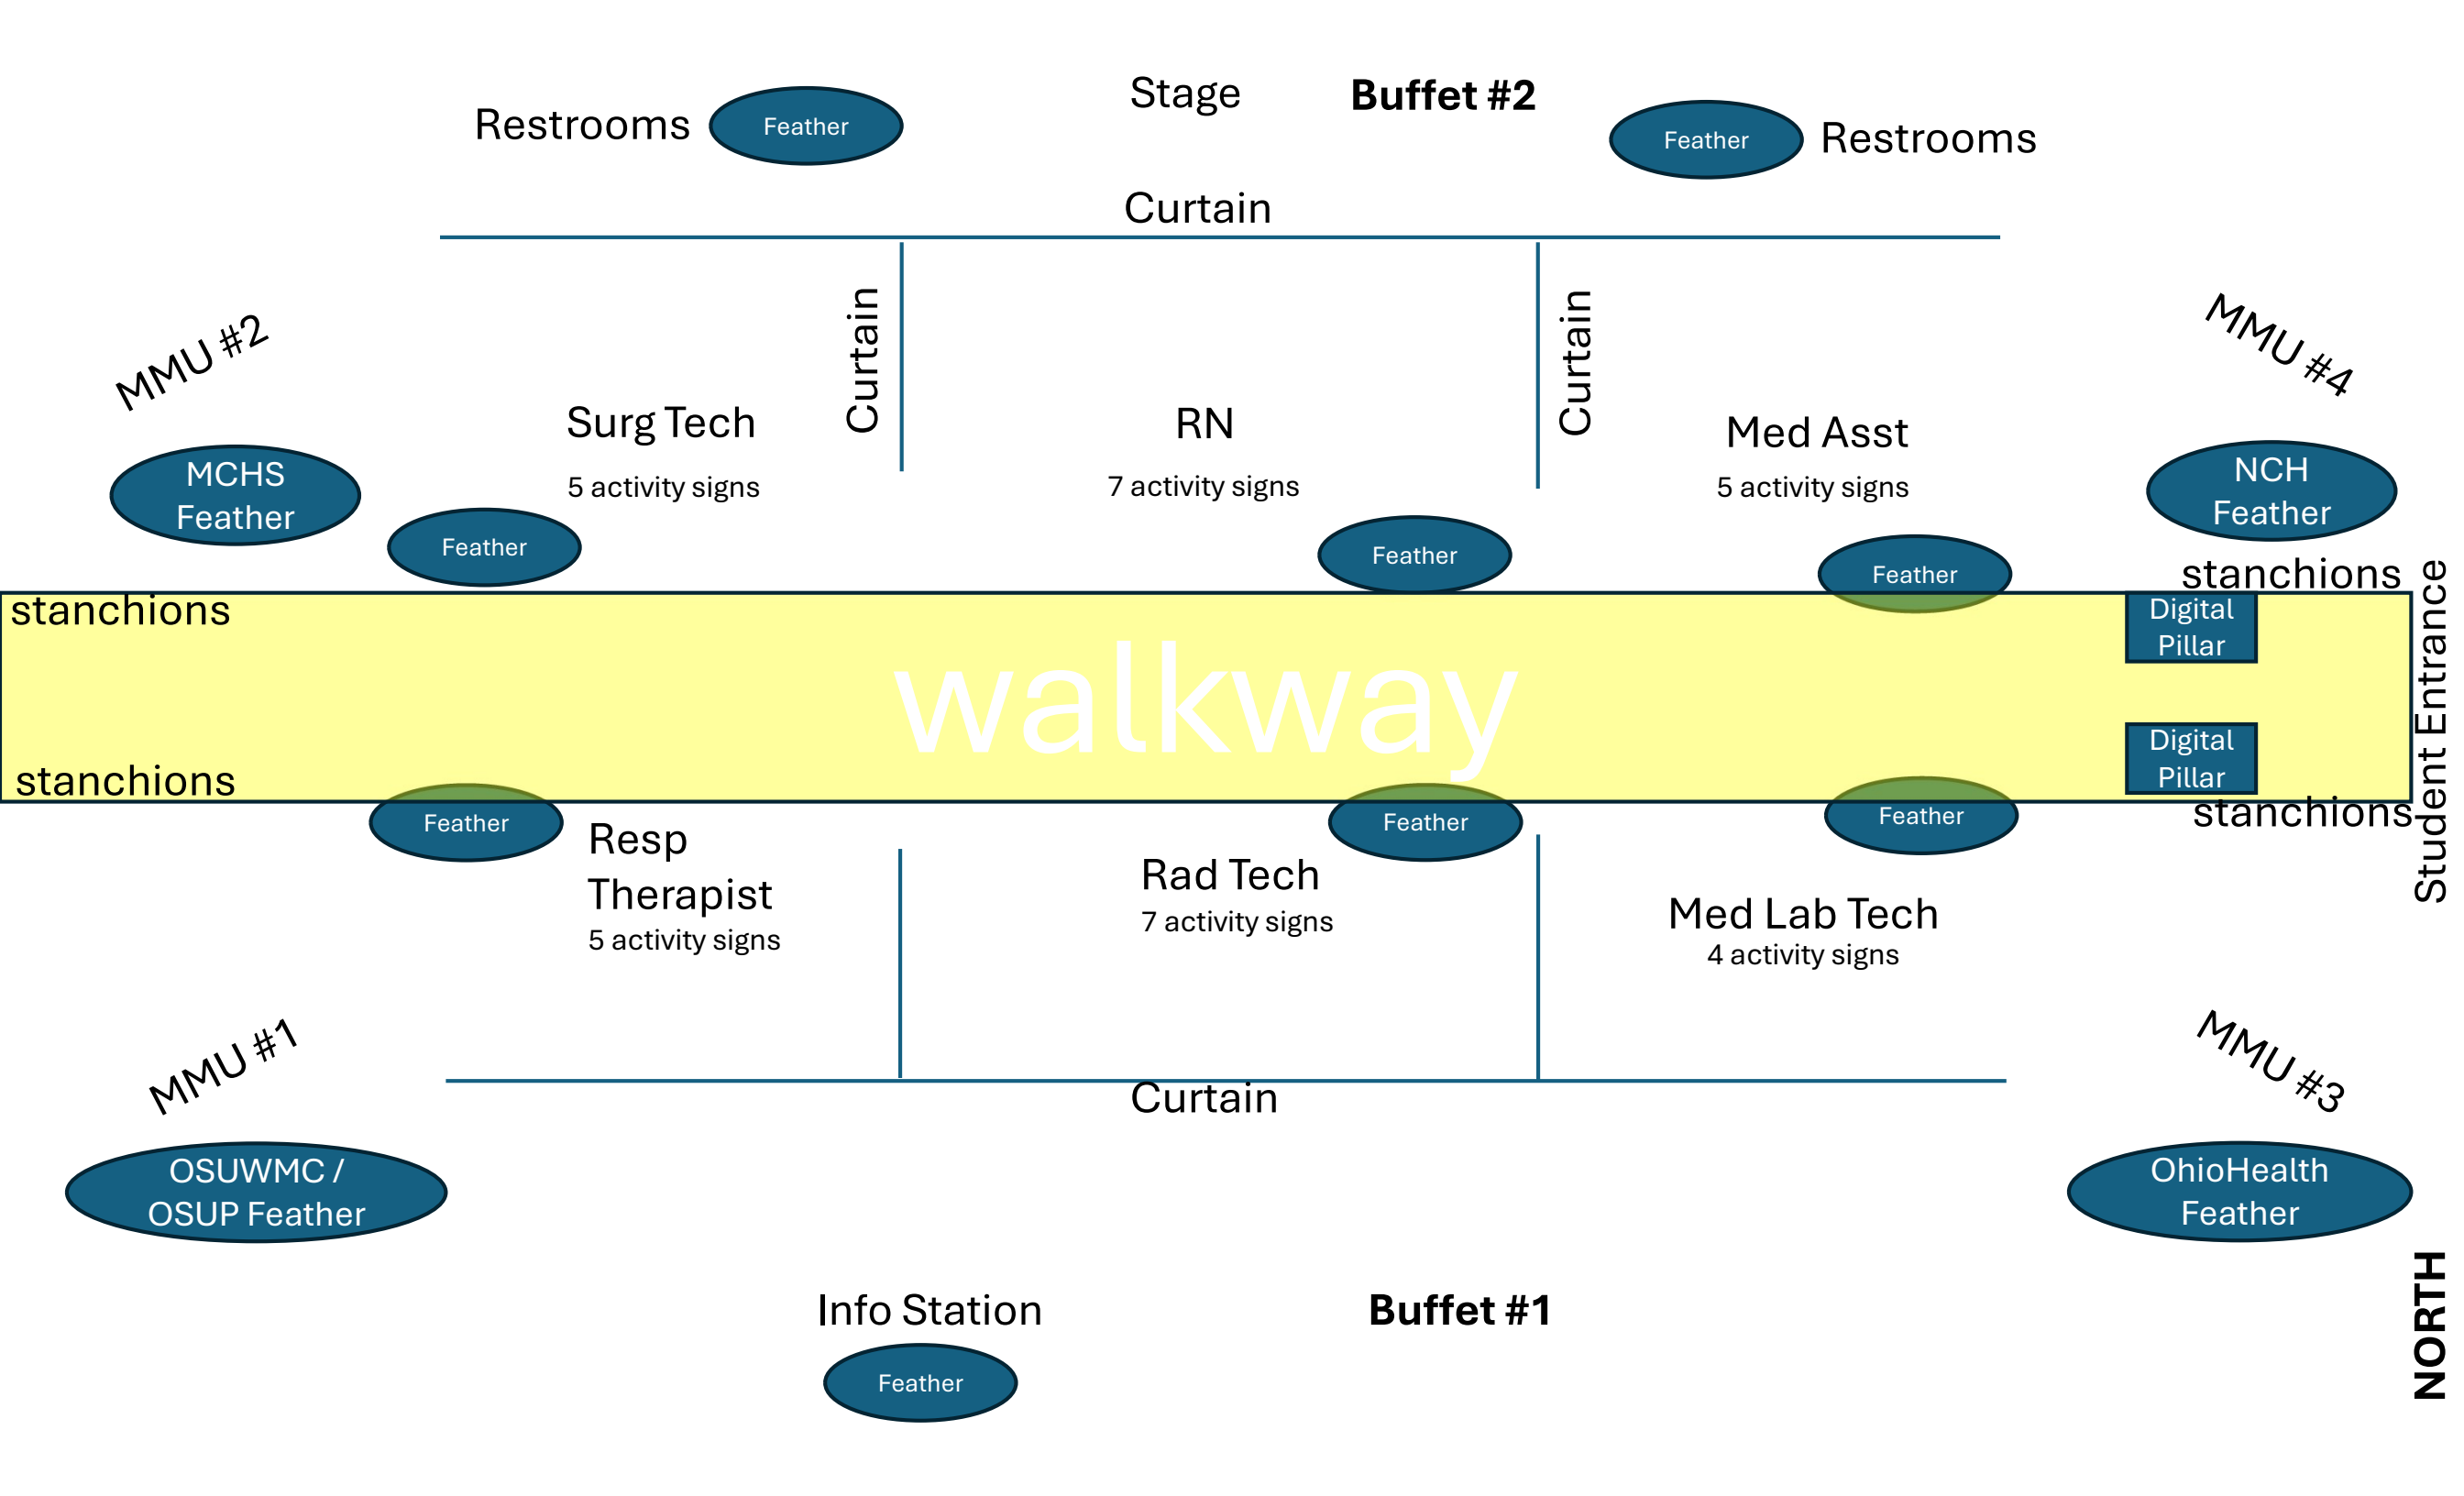 Stage
Buffet #2
Restrooms
Feather
Feather
Restrooms
Curtain
MMU #2
Curtain
Curtain
MMU #4
Surg Tech
5 activity signs
RN
7 activity signs
Med Asst
5 activity signs
MCHS
Feather
NCH
Feather
Feather
Feather
Feather
stanchions
stanchions
Digital
Pillar
Student Entrance
walkway
Digital
Pillar
stanchions
stanchions
Feather
Feather
Feather
Resp
Therapist
5 activity signs
Rad Tech
7 activity signs
Med Lab Tech
4 activity signs
MMU #1
MMU #3
Curtain
OSUWMC /
OSUP Feather
OhioHealth
Feather
Info Station
Feather
Buffet #1
NORTH